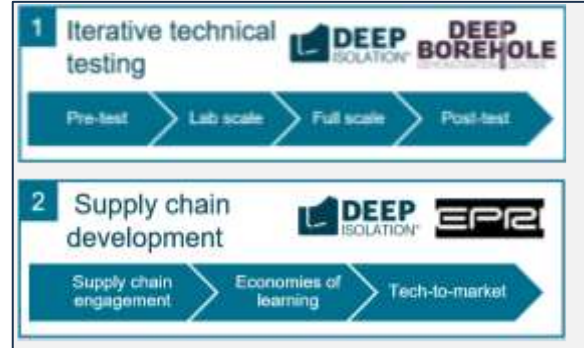 1 Iterative technical
testing
DEEP
ISOLATION
DEEP
BOREHOLE
Pre-test
Lab scale
Full scale
Post-test
2 Supply chain
development
DEEP
ISOLATION
EPRI
Supply chain
engagement
Economies of
learning
Tech-to-market